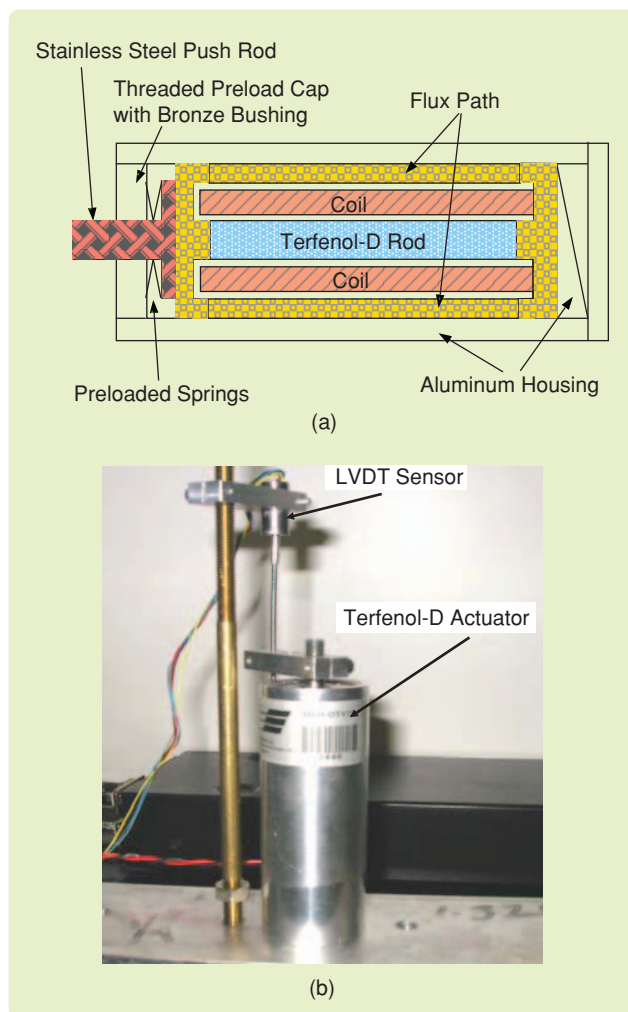 Stainless Steel Push Rod
Threaded Preload Cap
with Bronze Bushing
Flux Path
Coil
Terfenol-D Rod
Coil
Preloaded Springs
Aluminum Housing
(a)
LVDT Sensor
Terfenol-D Actuator
(b)